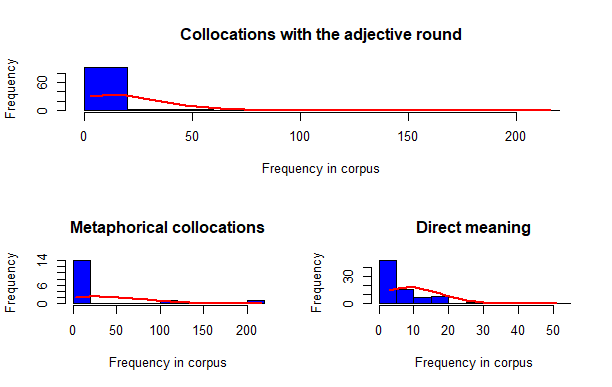 Collocations with the adjective round
Frequency
0
60
0
50
100
150
200
Frequency in corpus
Metaphorical collocations
Frequency
0
6
14
0
50
100
150
200
Frequency in corpus
Direct meaning
Frequency
0
30
0
10
20
30
40
50
Frequency in corpus